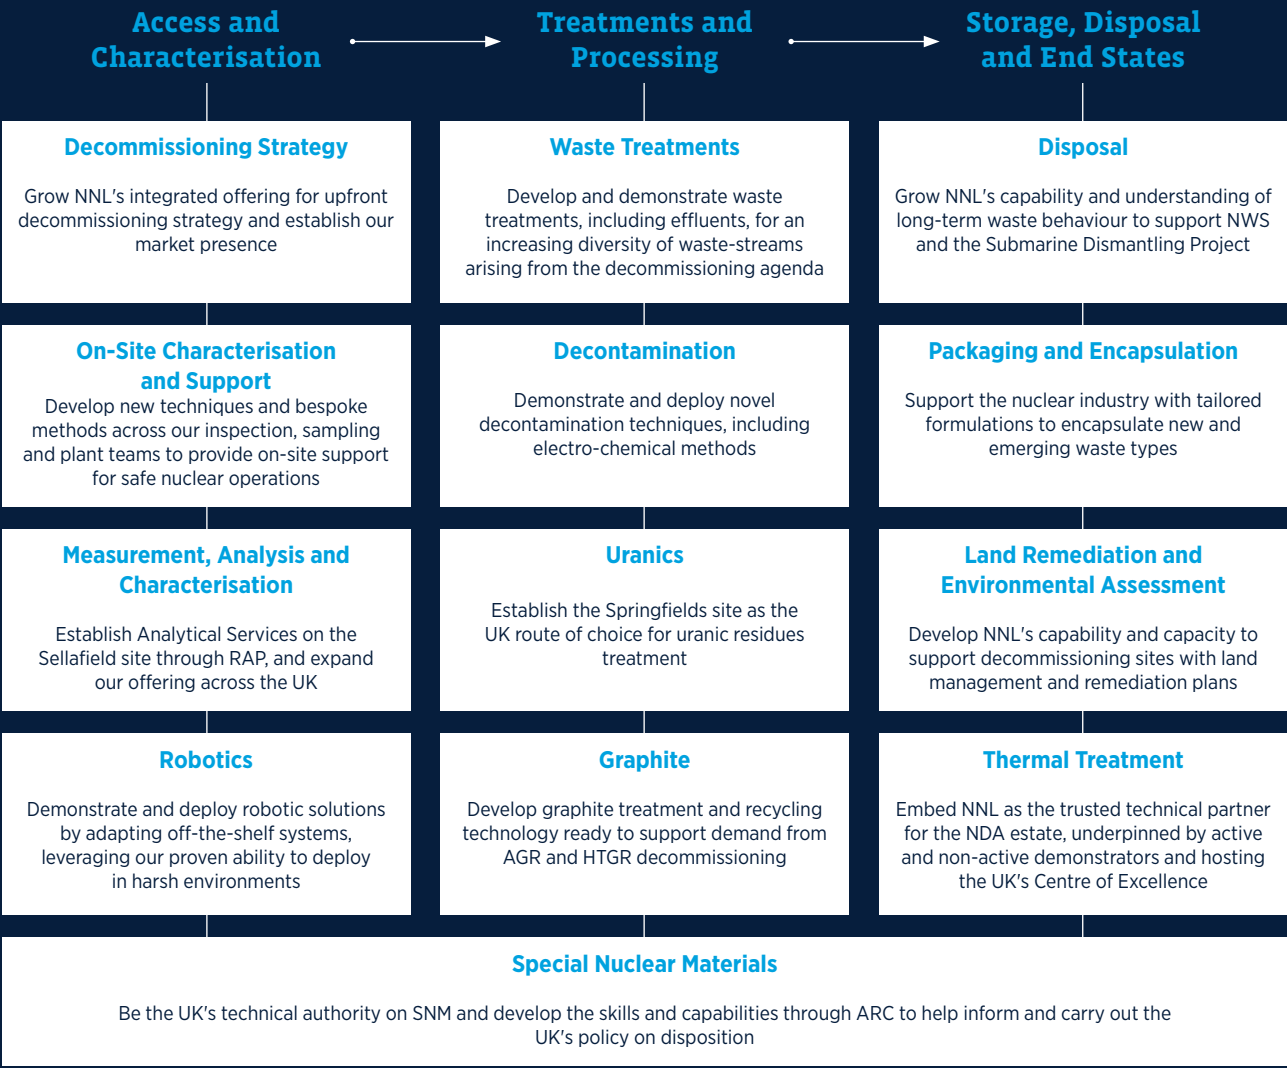 Access and
Characterisation
Treatments and
Processing
Storage, Disposal
and End States
Decommissioning Strategy
Grow NNL's integrated offering for upfront
decommissioning strategy and establish our
market presence
On-Site Characterisation
and Support
Develop new techniques and bespoke
methods across our inspection, sampling
and plant teams to provide on-site support
for safe nuclear operations
Measurement, Analysis and
Characterisation
Establish Analytical Services on the
Sellafield site through RAP, and expand
our offering across the UK
Robotics
Demonstrate and deploy robotic solutions
by adapting off-the-shelf systems,
leveraging our proven ability to deploy
in harsh environments
Waste Treatments
Develop and demonstrate waste
treatments, including effluents, for an
increasing diversity of waste-streams
arising from the decommissioning agenda
Decontamination
Demonstrate and deploy novel
decontamination techniques, including
electro-chemical methods
Uranics
Establish the Springfields site as the
UK route of choice for uranic residues
treatment
Graphite
Develop graphite treatment and recycling
technology ready to support demand from
AGR and HTGR decommissioning
Disposal
Grow NNL's capability and understanding of
long-term waste behaviour to support NWS
and the Submarine Dismantling Project
Packaging and Encapsulation
Support the nuclear industry with tailored
formulations to encapsulate new and
emerging waste types
Land Remediation and
Environmental Assessment
Develop NNL's capability and capacity to
support decommissioning sites with land
management and remediation plans
Thermal Treatment
Embed NNL as the trusted technical partner
for the NDA estate, underpinned by active
and non-active demonstrators and hosting
the UK's Centre of Excellence
Special Nuclear Materials
Be the UK's technical authority on SNM and develop the skills and capabilities through ARC to help inform and carry out the
UK's policy on disposition